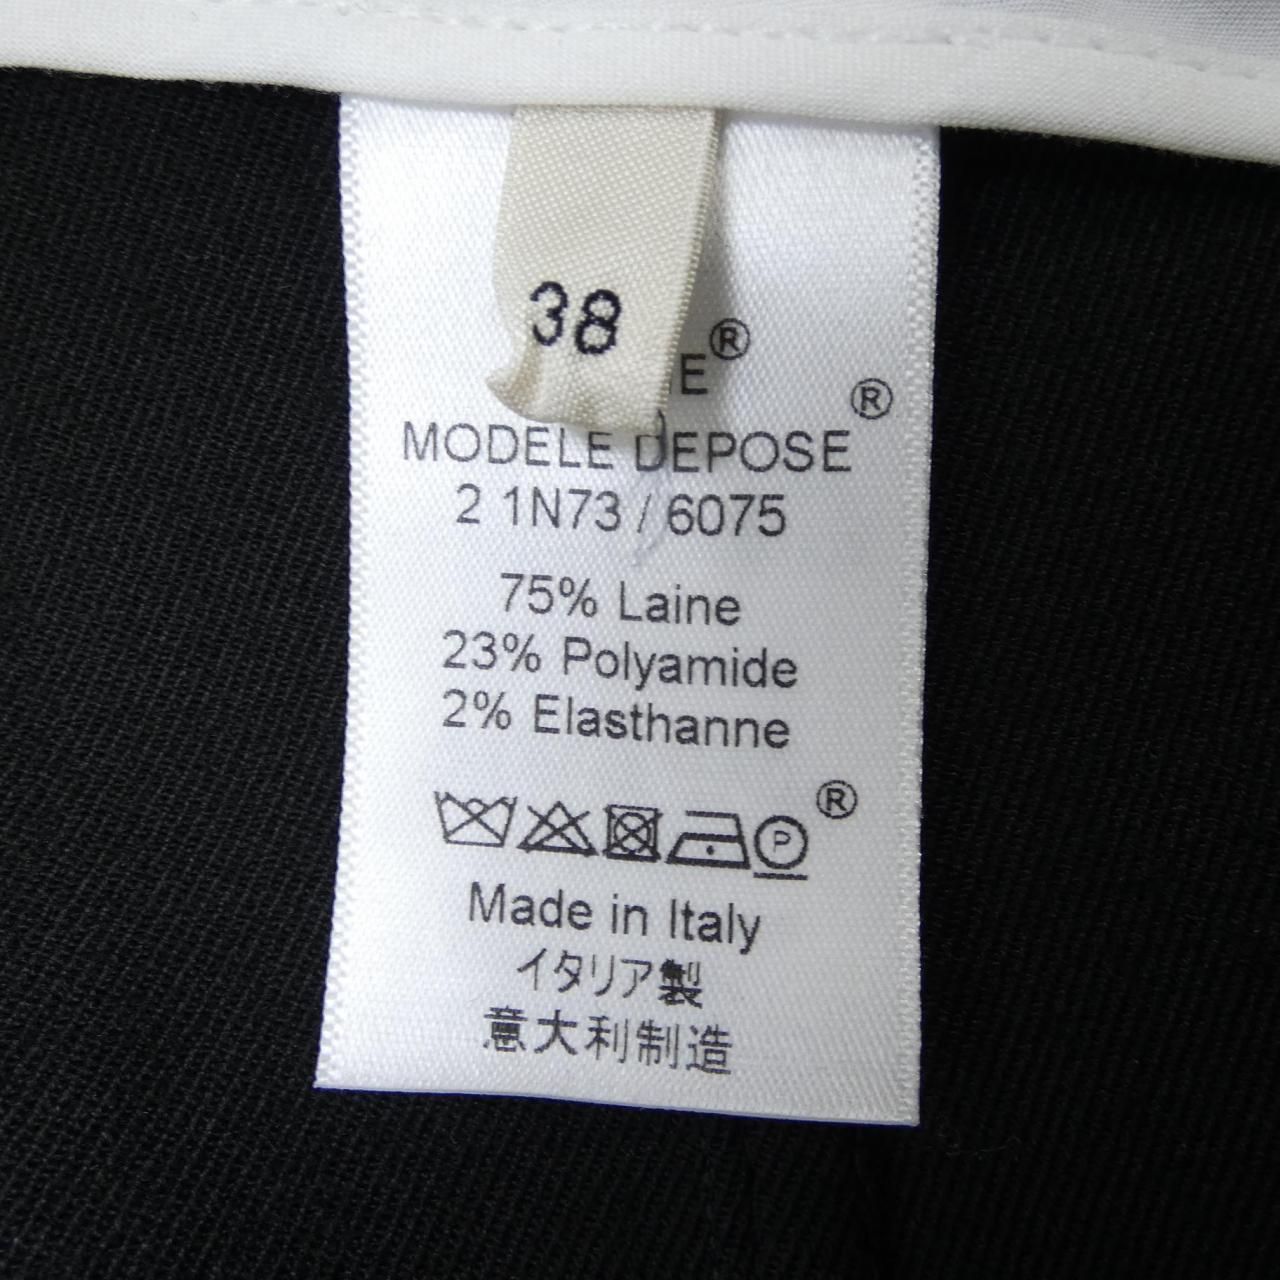 38
E®
®
MODELE DEPOSE
2 1N73 / 6075
75% Laine
23% Polyamide
2% Elasthanne
®
P
Made in Italy
イタリア製
意大利制造